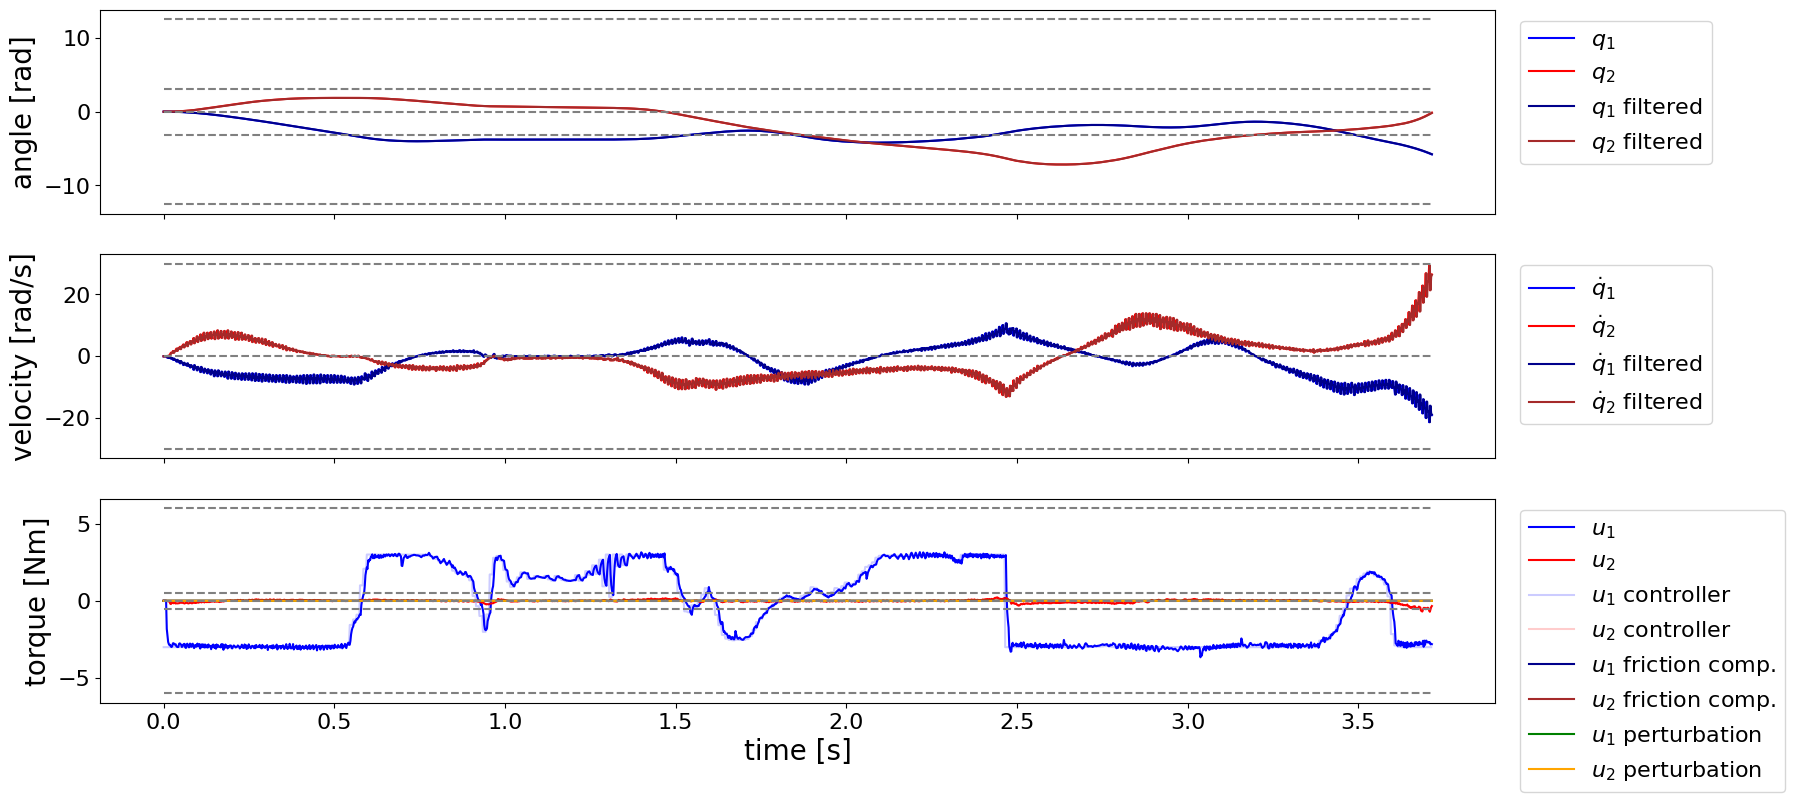 angle [rad]
10
0
−10
q₁
q₂
q₁ filtered
q₂ filtered
velocity [rad/s]
20
0
−20
q̇₁
q̇₂
q̇₁ filtered
q̇₂ filtered
torque [Nm]
5
0
−5
u₁
u₂
u₁ controller
u₂ controller
u₁ friction comp.
u₂ friction comp.
u₁ perturbation
u₂ perturbation
0.0 0.5 1.0 1.5 2.0 2.5 3.0 3.5
time [s]